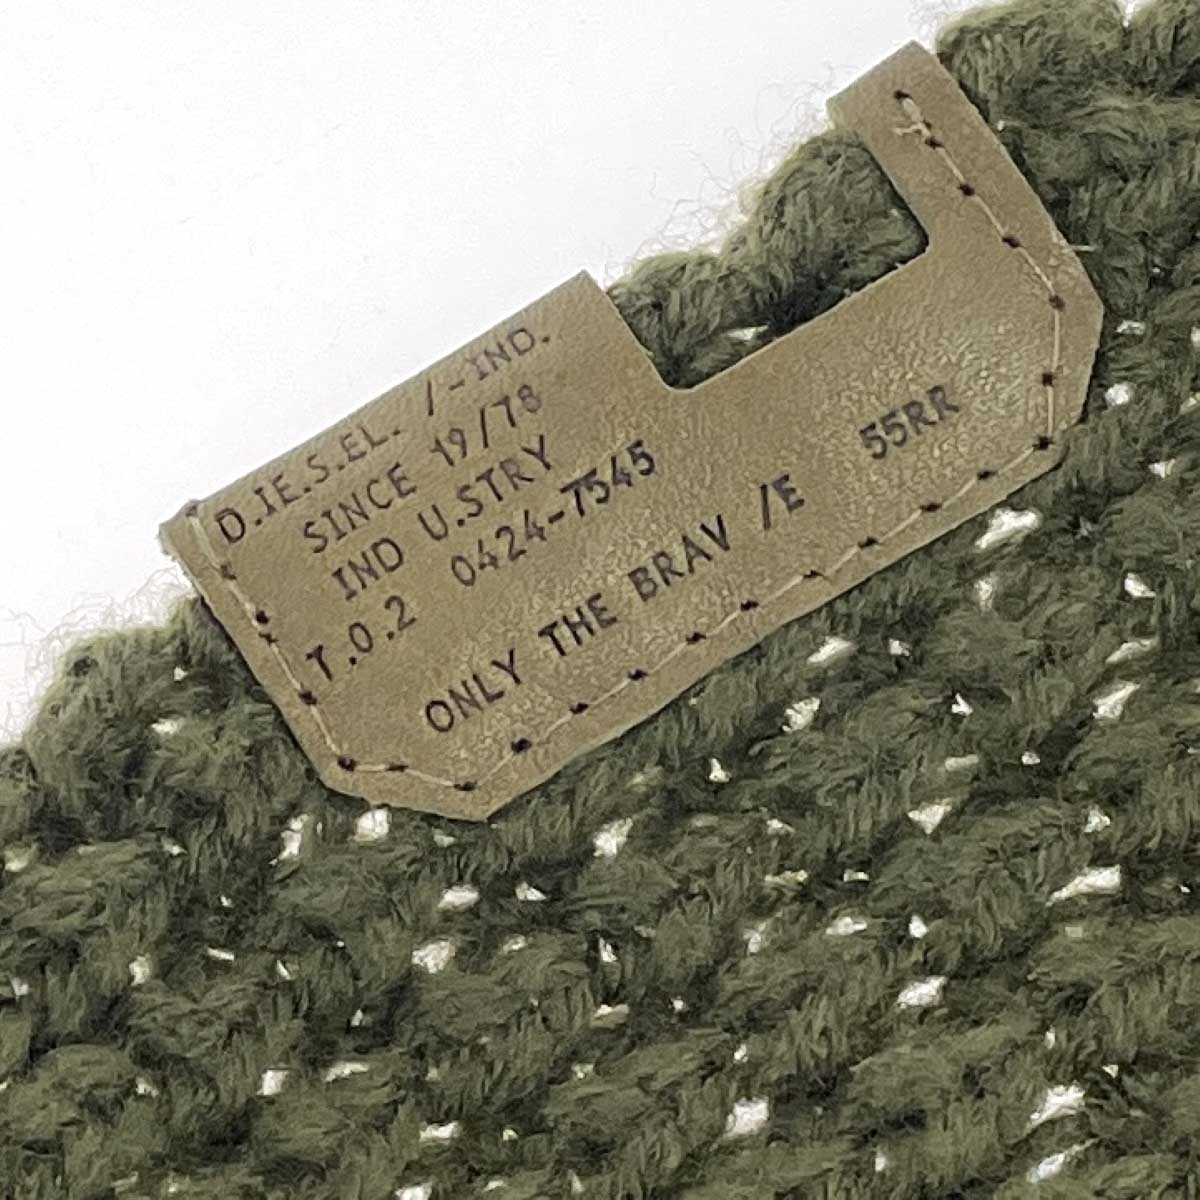 D.IE.S.EL. /-IND.
SINCE 19/78
IND U.STRY
T.0.2 0424-7545
ONLY THE BRAV /E 55RR